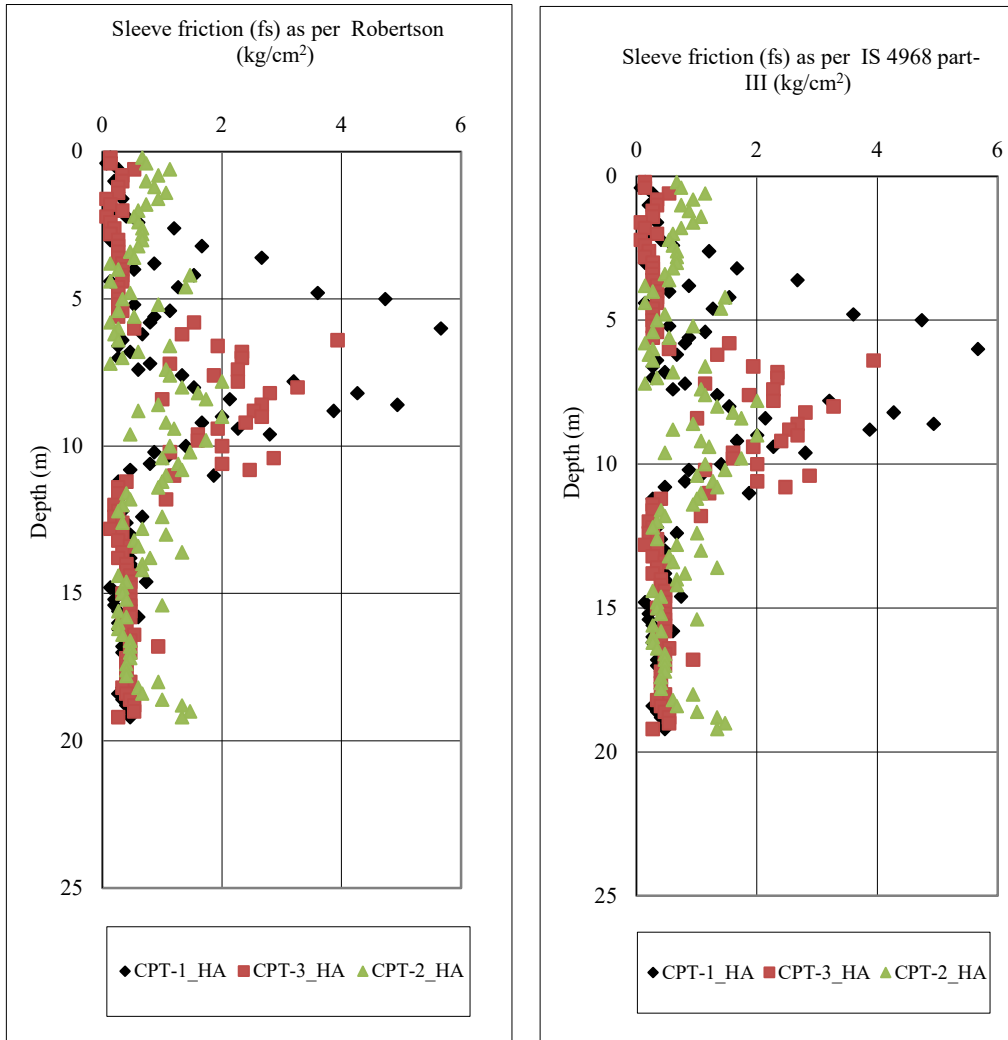 Sleeve friction (fs) as per Robertson
(kg/cm²)
0 2 4 6
0
5
10
15
20
25
Depth (m)
CPT-1_HA CPT-3_HA CPT-2_HA
Sleeve friction (fs) as per IS 4968 part-
III (kg/cm²)
0 2 4 6
0
5
10
15
20
25
Depth (m)
CPT-1_HA CPT-3_HA CPT-2_HA